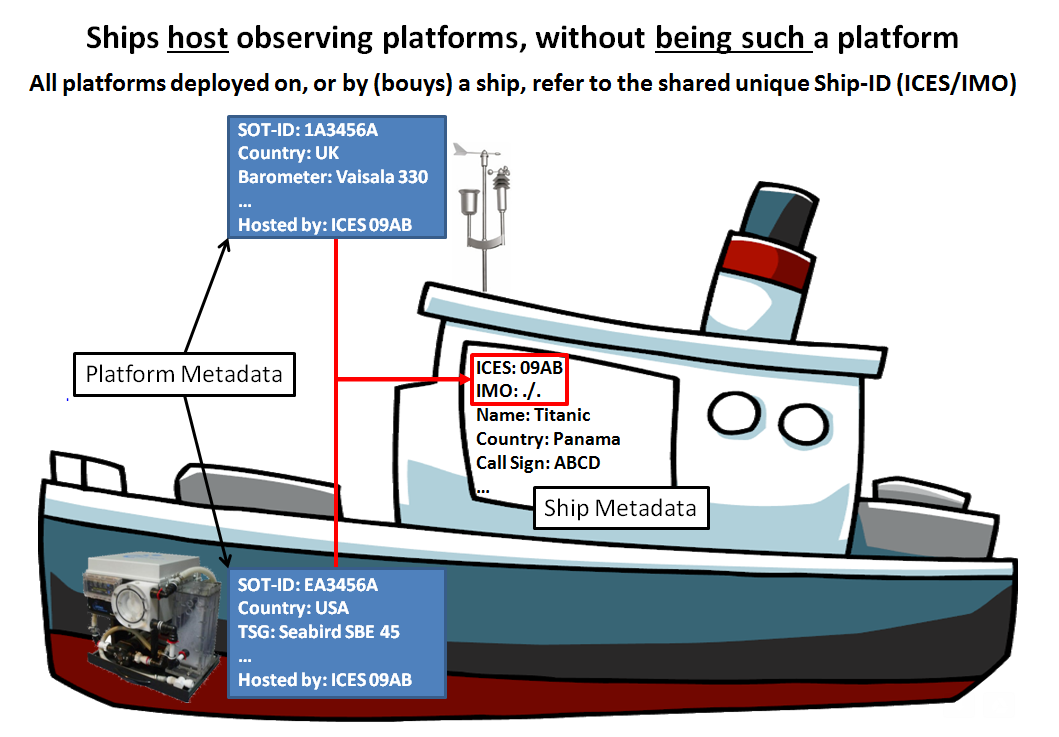 Ships host observing platforms, without being such a platform
All platforms deployed on, or by (bouys) a ship, refer to the shared unique Ship-ID (ICES/IMO)
SOT-ID: 1A3456A
Country: UK
Barometer: Vaisala 330
...
Hosted by: ICES 09AB
Platform Metadata
ICES: 09AB
IMO: ./.
Name: Titanic
Country: Panama
Call Sign: ABCD
...
Ship Metadata
SOT-ID: EA3456A
Country: USA
TSG: Seabird SBE 45
...
Hosted by: ICES 09AB